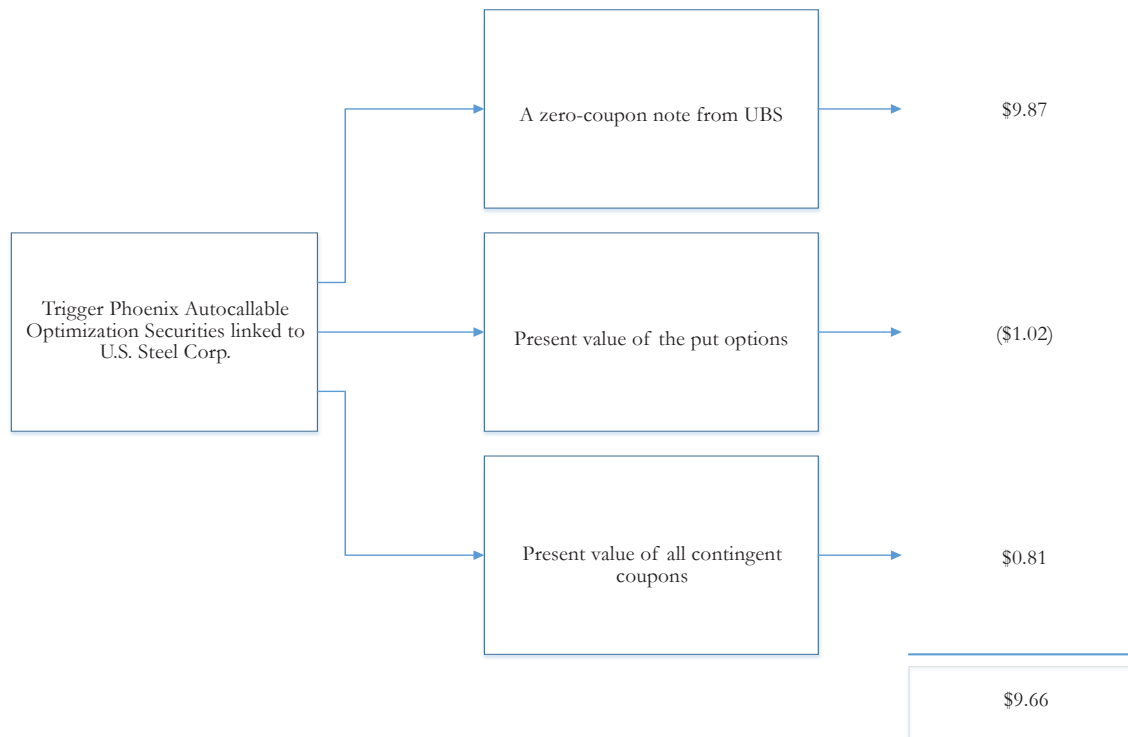 A zero-coupon note from UBS
$9.87
Trigger Phoenix Autocallable
Optimization Securities linked to
U.S. Steel Corp.
Present value of the put options
($1.02)
Present value of all contingent
coupons
$0.81
$9.66